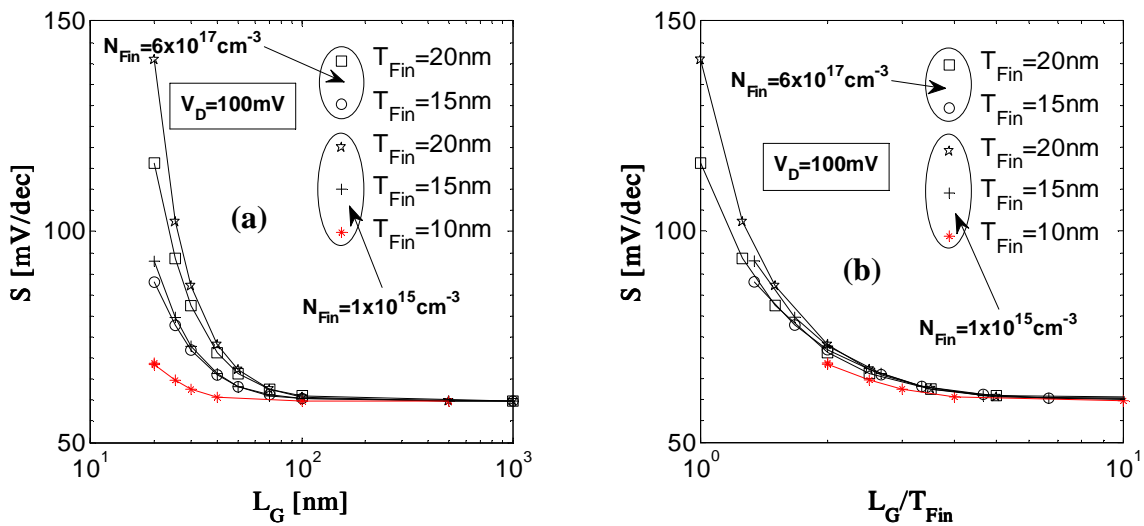 150
100
50
S [mV/dec]
10^1
10^2
10^3
L_G [nm]
(a)
N_Fin=6x10^17cm^-3
V_D=100mV
T_Fin=20nm
T_Fin=15nm
T_Fin=20nm
T_Fin=15nm
T_Fin=10nm
N_Fin=1x10^15cm^-3
150
100
50
S [mV/dec]
10^0
10^1
L_G/T_Fin
(b)
N_Fin=6x10^17cm^-3
V_D=100mV
T_Fin=20nm
T_Fin=15nm
T_Fin=20nm
T_Fin=15nm
T_Fin=10nm
N_Fin=1x10^15cm^-3